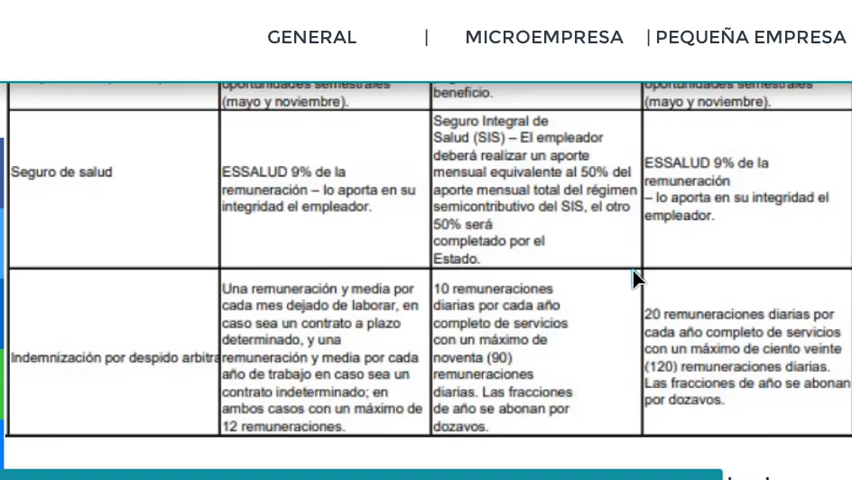 GENERAL | MICROEMPRESA | PEQUEÑA EMPRESA
oportunidades semestrales
(mayo y noviembre).
beneficio.
oportunidades semestrales
(mayo y noviembre).
Seguro de salud
ESSALUD 9% de la
remuneración – lo aporta en su
integridad el empleador.
Seguro Integral de
Salud (SIS) – El empleador
deberá realizar un aporte
mensual equivalente al 50% del
aporte mensual total del régimen
semicontributivo del SIS, el otro
50% será
completado por el
Estado.
ESSALUD 9% de la
remuneración
– lo aporta en su integridad el
empleador.
Indemnización por despido arbitra
Una remuneración y media por
cada mes dejado de laborar, en
caso sea un contrato a plazo
determinado, y una
remuneración y media por cada
año de trabajo en caso sea un
contrato indeterminado; en
ambos casos con un máximo de
12 remuneraciones.
10 remuneraciones
diarias por cada año
completo de servicios
con un máximo de
noventa (90)
remuneraciones
diarias. Las fracciones
de año se abonan por
dozavos.
20 remuneraciones diarias por
cada año completo de servicios
con un máximo de ciento veinte
(120) remuneraciones diarias.
Las fracciones de año se abonan
por dozavos.